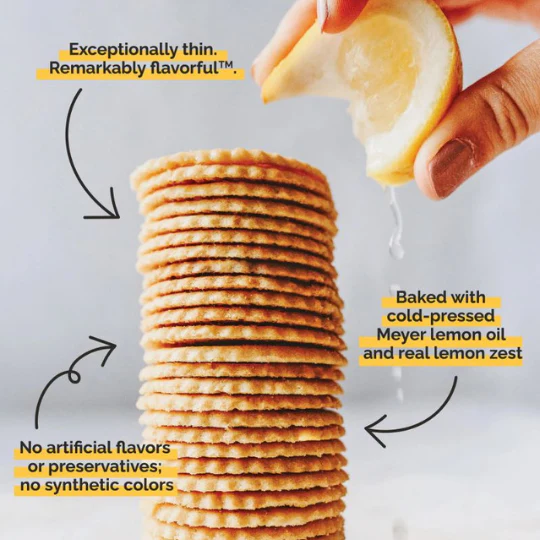 Exceptionally thin.
Remarkably flavorful™.
Baked with
cold-pressed
Meyer lemon oil
and real lemon zest
No artificial flavors
or preservatives;
no synthetic colors